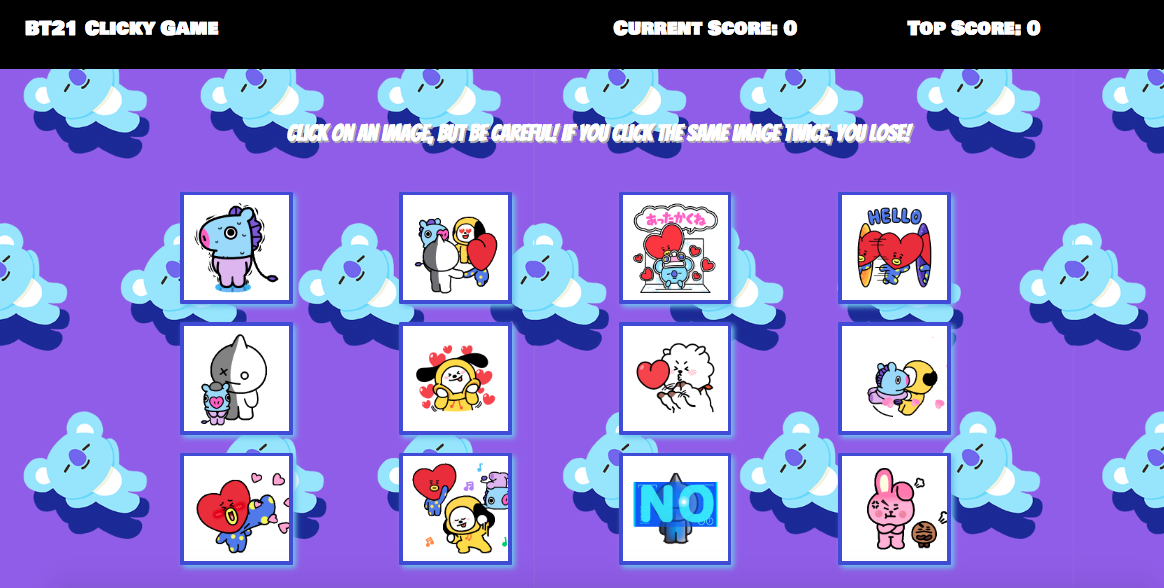 BT21 Clicky Game
Current Score: 0
Top Score: 0
CLICK ON AN IMAGE, BUT BE CAREFUL! IF YOU CLICK THE SAME IMAGE TWICE, YOU LOSE!
あったかくね
HELLO
NO